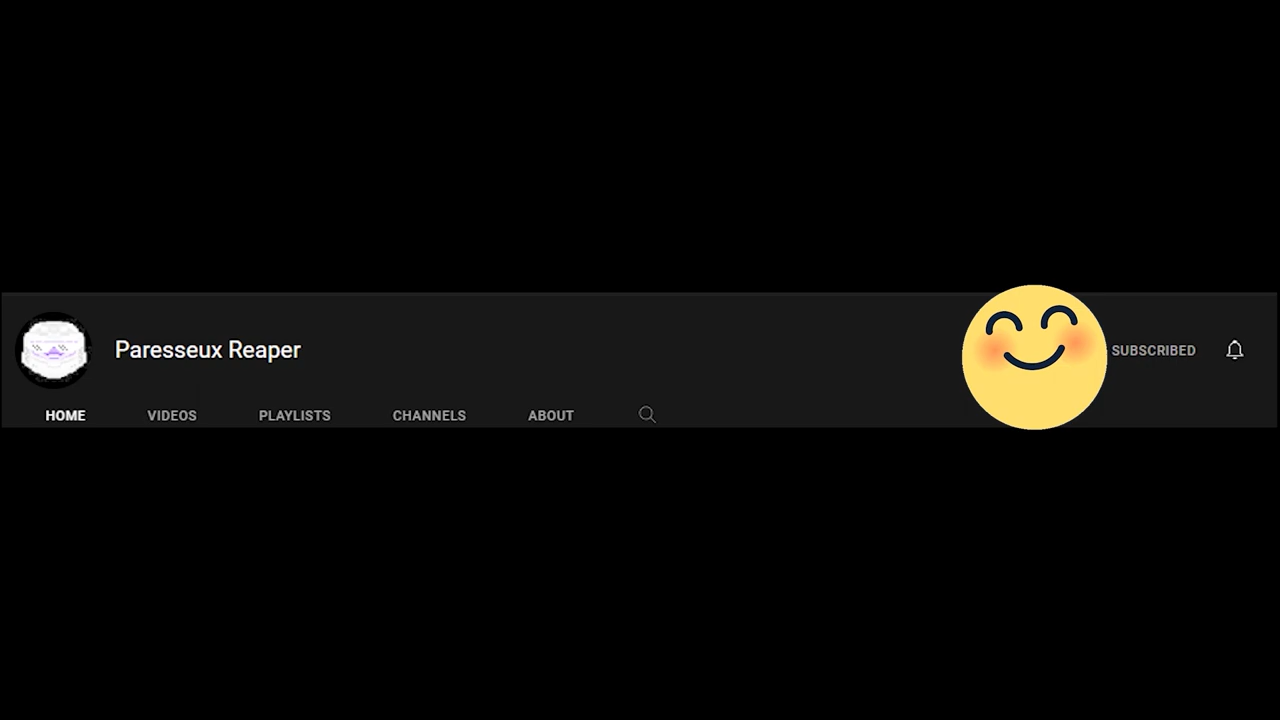 Paresseux Reaper
SUBSCRIBED
HOME VIDEOS PLAYLISTS CHANNELS ABOUT